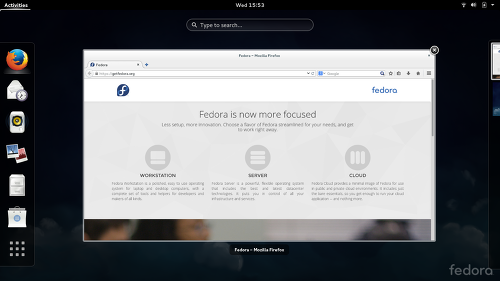 Activities
Wed 15:53
Type to search...
Fedora – Mozilla Firefox
Fedora
https://getfedora.org
Google
fedora
Fedora is now more focused
Less setup, more innovation. Choose a flavor of Fedora streamlined for your needs, and get
to work right away.
WORKSTATION
Fedora Workstation is a polished, easy to use operating
system for laptop and desktop computers, with a
complete set of tools for developers and
makers of all kinds.
SERVER
Fedora Server is a powerful, flexible operating system
that includes the best and latest datacenter
technologies. It puts you in control of all your
infrastructure and services.
CLOUD
Fedora Cloud provides a minimal image of Fedora for use
in public and private cloud environments. It includes just
the bare essentials, so you get enough to run your cloud
application -- and nothing more.
Fedora – Mozilla Firefox
fedora